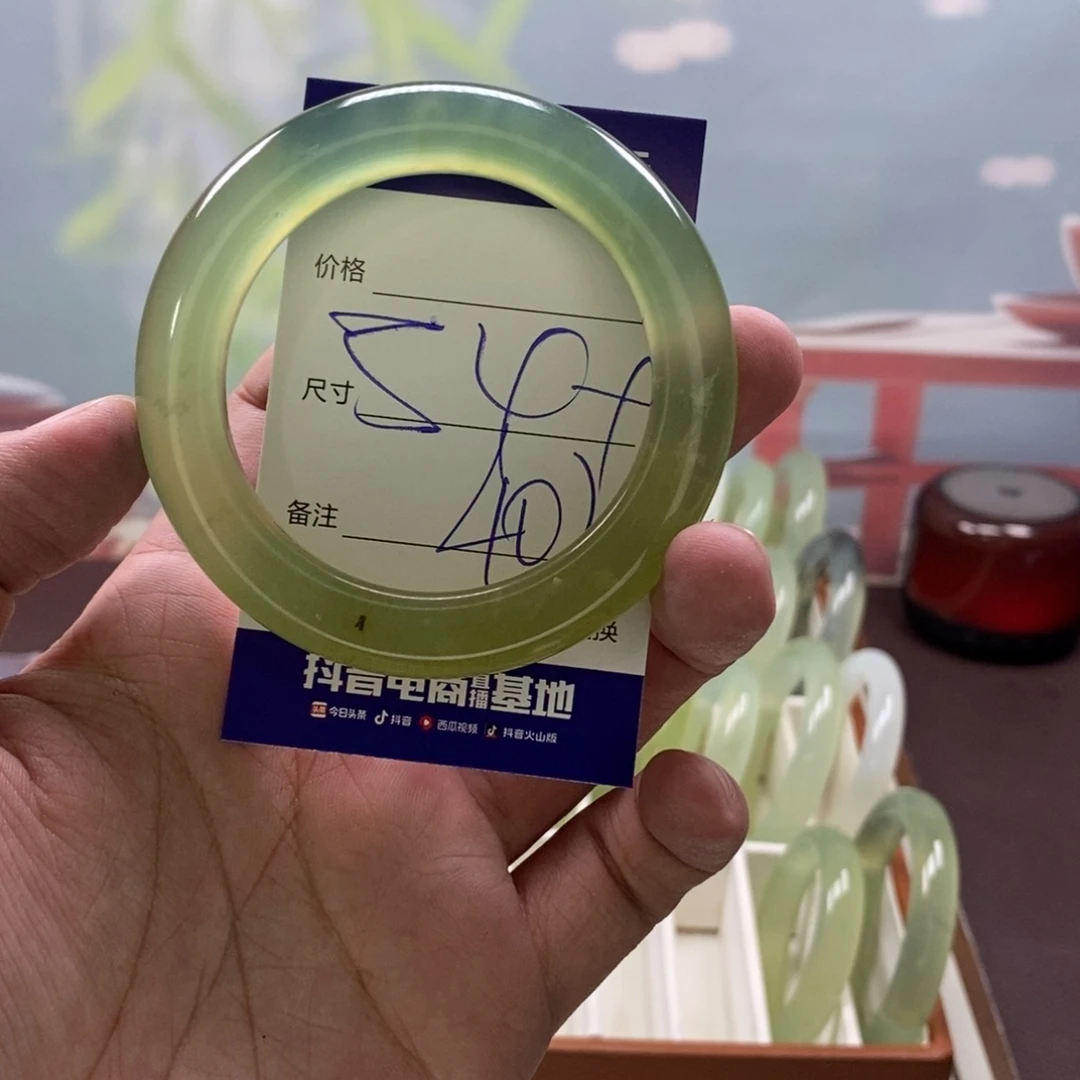 价格
尺寸
备注
40
换
抖音电商直播基地
今日头条 抖音 西瓜视频 抖音火山版